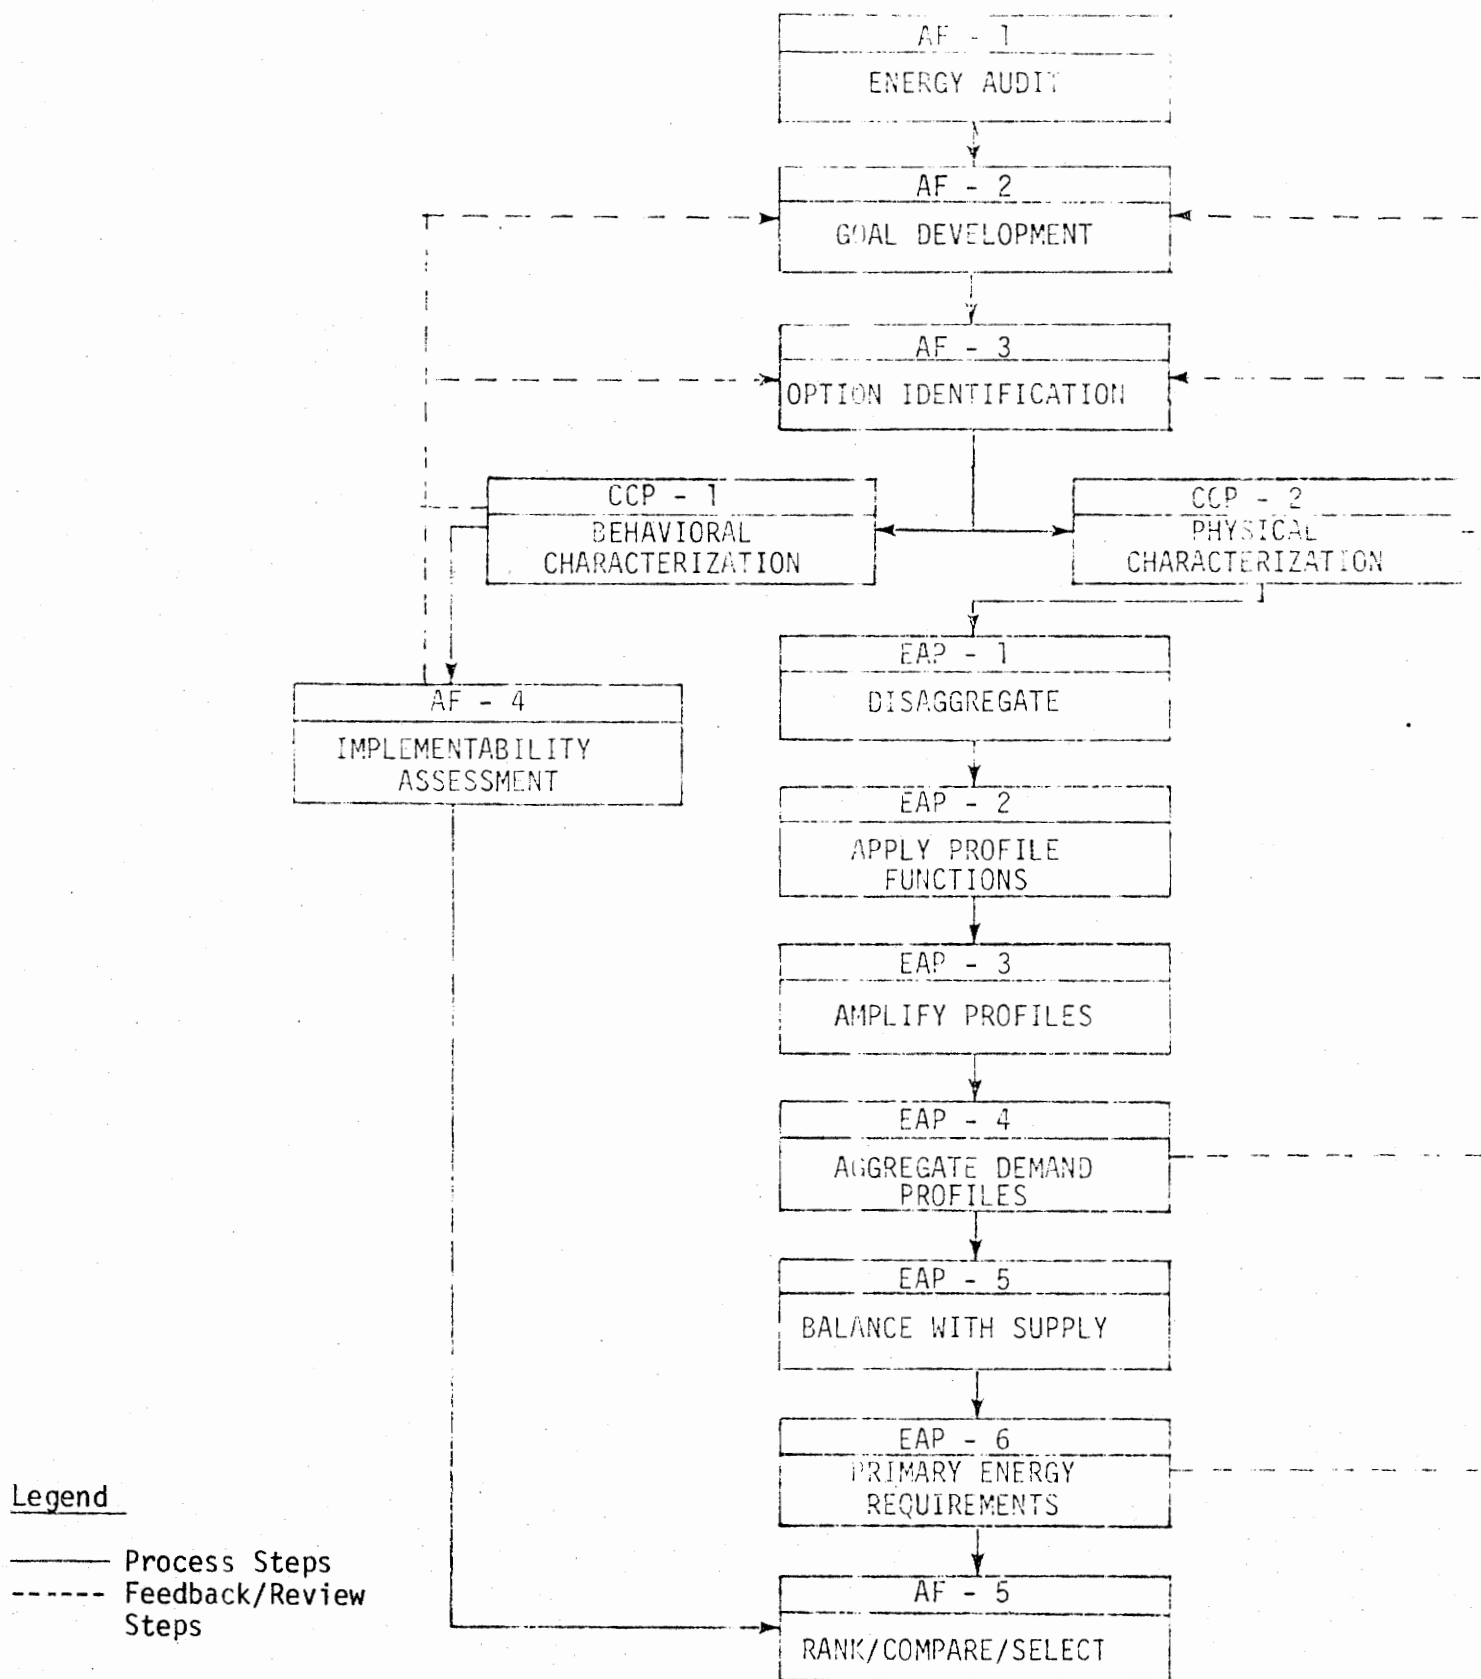 AF - 1
ENERGY AUDIT
AF - 2
GOAL DEVELOPMENT
AF - 3
OPTION IDENTIFICATION
CCP - 1
BEHAVIORAL
CHARACTERIZATION
CCP - 2
PHYSICAL
CHARACTERIZATION
EAP - 1
DISAGGREGATE
AF - 4
IMPLEMENTABILITY
ASSESSMENT
EAP - 2
APPLY PROFILE
FUNCTIONS
EAP - 3
AMPLIFY PROFILES
EAP - 4
AGGREGATE DEMAND
PROFILES
EAP - 5
BALANCE WITH SUPPLY
EAP - 6
PRIMARY ENERGY
REQUIREMENTS
AF - 5
RANK/COMPARE/SELECT
Legend
Process Steps
Feedback/Review
Steps